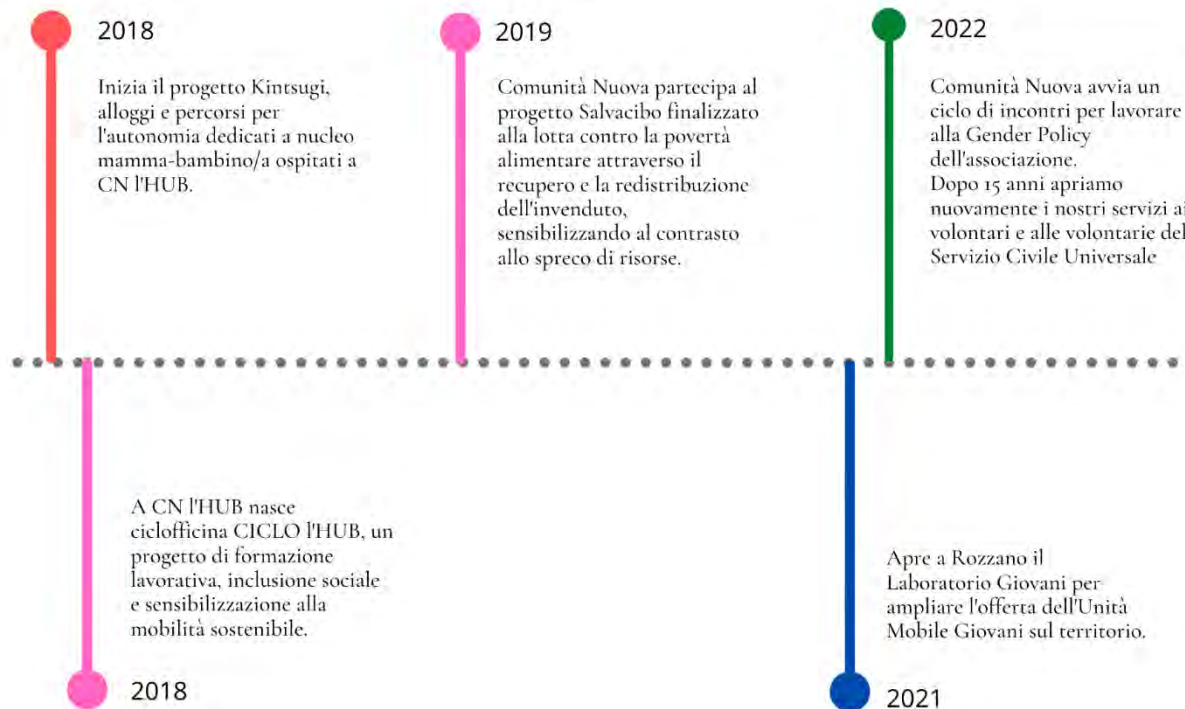 2018
Inizia il progetto Kintsugi,
alloggi e percorsi per
l'autonomia dedicati a nucleo
mamma-bambino/a ospitati a
CN l'HUB.
2019
Comunità Nuova partecipa al
progetto Salvacibo finalizzato
alla lotta contro la povertà
alimentare attraverso il
recupero e la redistribuzione
dell'invenduto,
sensibilizzando al contrasto
allo spreco di risorse.
2022
Comunità Nuova avvia un
ciclo di incontri per lavorare
alla Gender Policy
dell'associazione.
Dopo 15 anni apriamo
nuovamente i nostri servizi ai
volontari e alle volontarie del
Servizio Civile Universale
A CN l'HUB nasce
ciclofficina CICLO l'HUB, un
progetto di formazione
lavorativa, inclusione sociale
e sensibilizzazione alla
mobilità sostenibile.
2018
Apre a Rozzano il
Laboratorio Giovani per
ampliare l'offerta dell'Unità
Mobile Giovani sul territorio.
2021